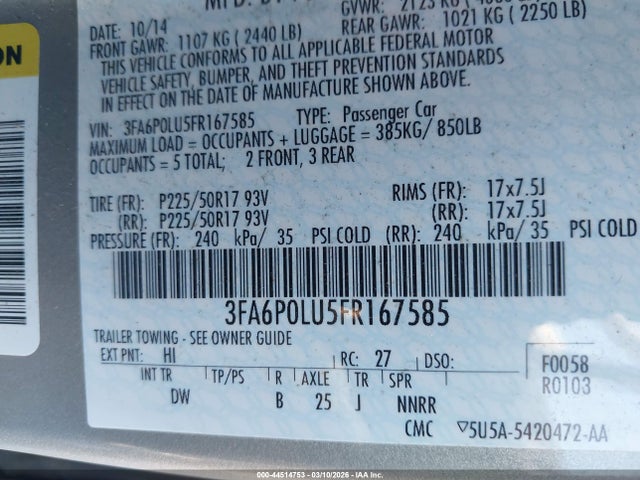 ON
MFD. BY
GVWR: 2123 KG
10/14
FRONT GAWR: 1107 KG ( 2440 LB)
REAR GAWR: 1021 KG ( 2250 LB)
THIS VEHICLE CONFORMS TO ALL APPLICABLE FEDERAL MOTOR
VEHICLE SAFETY, BUMPER, AND THEFT PREVENTION STANDARDS
IN EFFECT ON THE DATE OF MANUFACTURE SHOWN ABOVE.
VIN: 3FA6P0LU5FR167585 TYPE: Passenger Car
MAXIMUM LOAD = OCCUPANTS + LUGGAGE = 385KG/ 850LB
OCCUPANTS = 5 TOTAL; 2 FRONT, 3 REAR
TIRE (FR): P225/50R17 93V RIMS (FR): 17x7.5J
(RR): P225/50R17 93V (RR): 17x7.5J
PRESSURE (FR): 240 kPa/ 35 PSI COLD (RR): 240 kPa/ 35 PSI COLD
3FA6P0LU5FR167585
TRAILER TOWING - SEE OWNER GUIDE
EXT PNT: HI RC: 27 DSO: F0058
INT TR TP/PS R AXLE TR SPR R0103
DW B 25 J NNRR
CMC ▽5U5A-5420472-AA
000-44514753 - 03/10/2026 - IAA